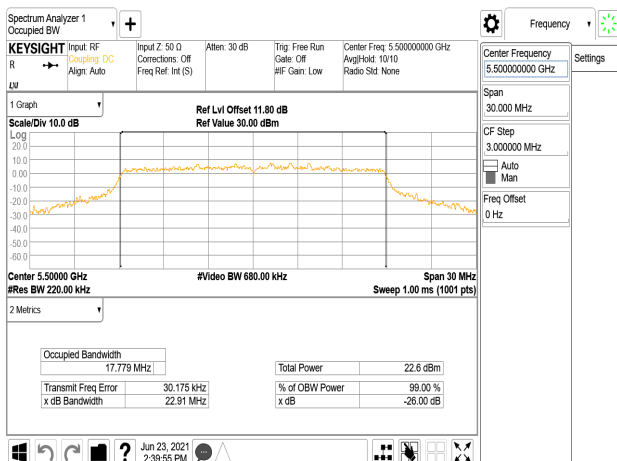 Spectrum Analyzer 1
Occupied BW
Frequency
KEYSIGHT
R
Input: RF
Coupling: DC
Align: Auto
Input Z: 50 Ω
Corrections: Off
Freq Ref: Int (S)
Atten: 30 dB
Trig: Free Run
Gate: Off
#IF Gain: Low
Center Freq: 5.500000000 GHz
Avg|Hold: 10/10
Radio Std: None
LXI
Center Frequency
5.500000000 GHz
Settings
Span
30.000 MHz
CF Step
3.000000 MHz
Auto
Man
Freq Offset
0 Hz
1 Graph
Scale/Div 10.0 dB
Ref Lvl Offset 11.80 dB
Ref Value 30.00 dBm
Log
20.0
10.0
0.00
-10.0
-20.0
-30.0
-40.0
-50.0
-60.0
Center 5.50000 GHz
#Video BW 680.00 kHz
Span 30 MHz
#Res BW 220.00 kHz
Sweep 1.00 ms (1001 pts)
2 Metrics
Occupied Bandwidth
17.779 MHz
Total Power 22.6 dBm
Transmit Freq Error 30.175 kHz
% of OBW Power 99.00 %
x dB Bandwidth 22.91 MHz
x dB -26.00 dB
?
Jun 23, 2021
2:39:55 PM